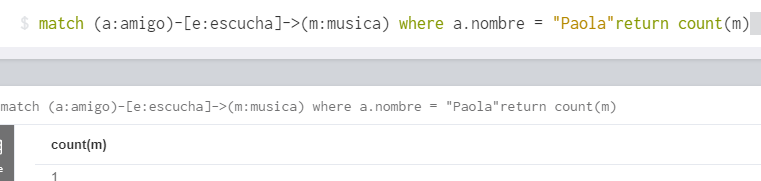 $ match (a:amigo)-[e:escucha]->(m:musica) where a.nombre = "Paola"return count(m)
match (a:amigo)-[e:escucha]->(m:musica) where a.nombre = "Paola"return count(m)
count(m)
e
1